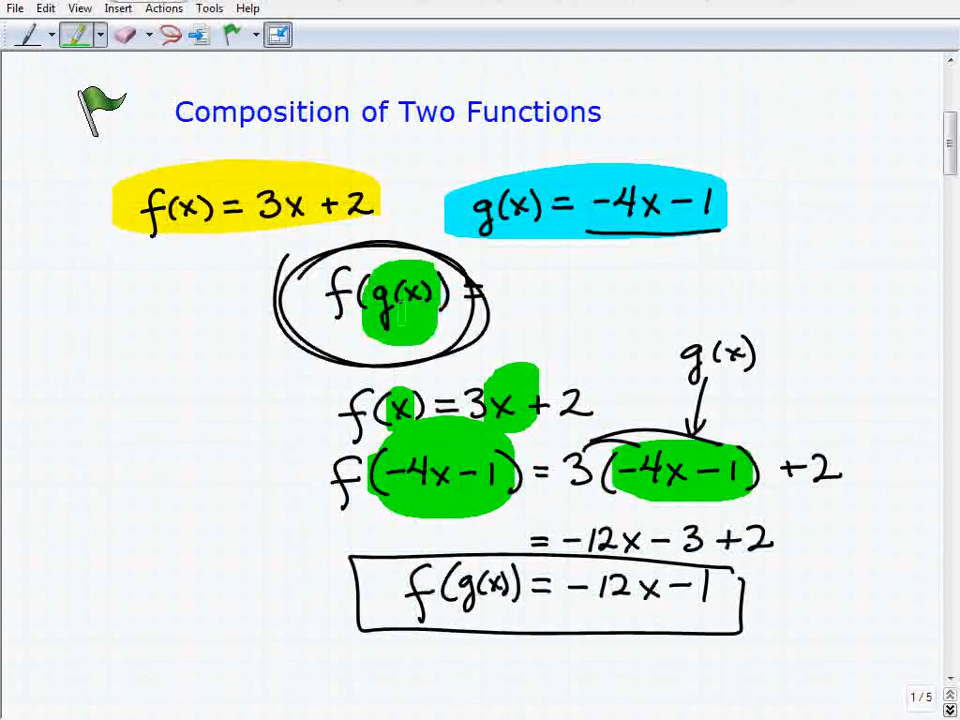 File Edit View Insert Actions Tools Help
Composition of Two Functions
f(x) = 3x + 2 g(x) = -4x - 1
f(g(x)) =
g(x)
f(x) = 3x + 2
f(-4x - 1) = 3(-4x - 1) + 2
= -12x - 3 + 2
f(g(x)) = -12x - 1
1 / 5